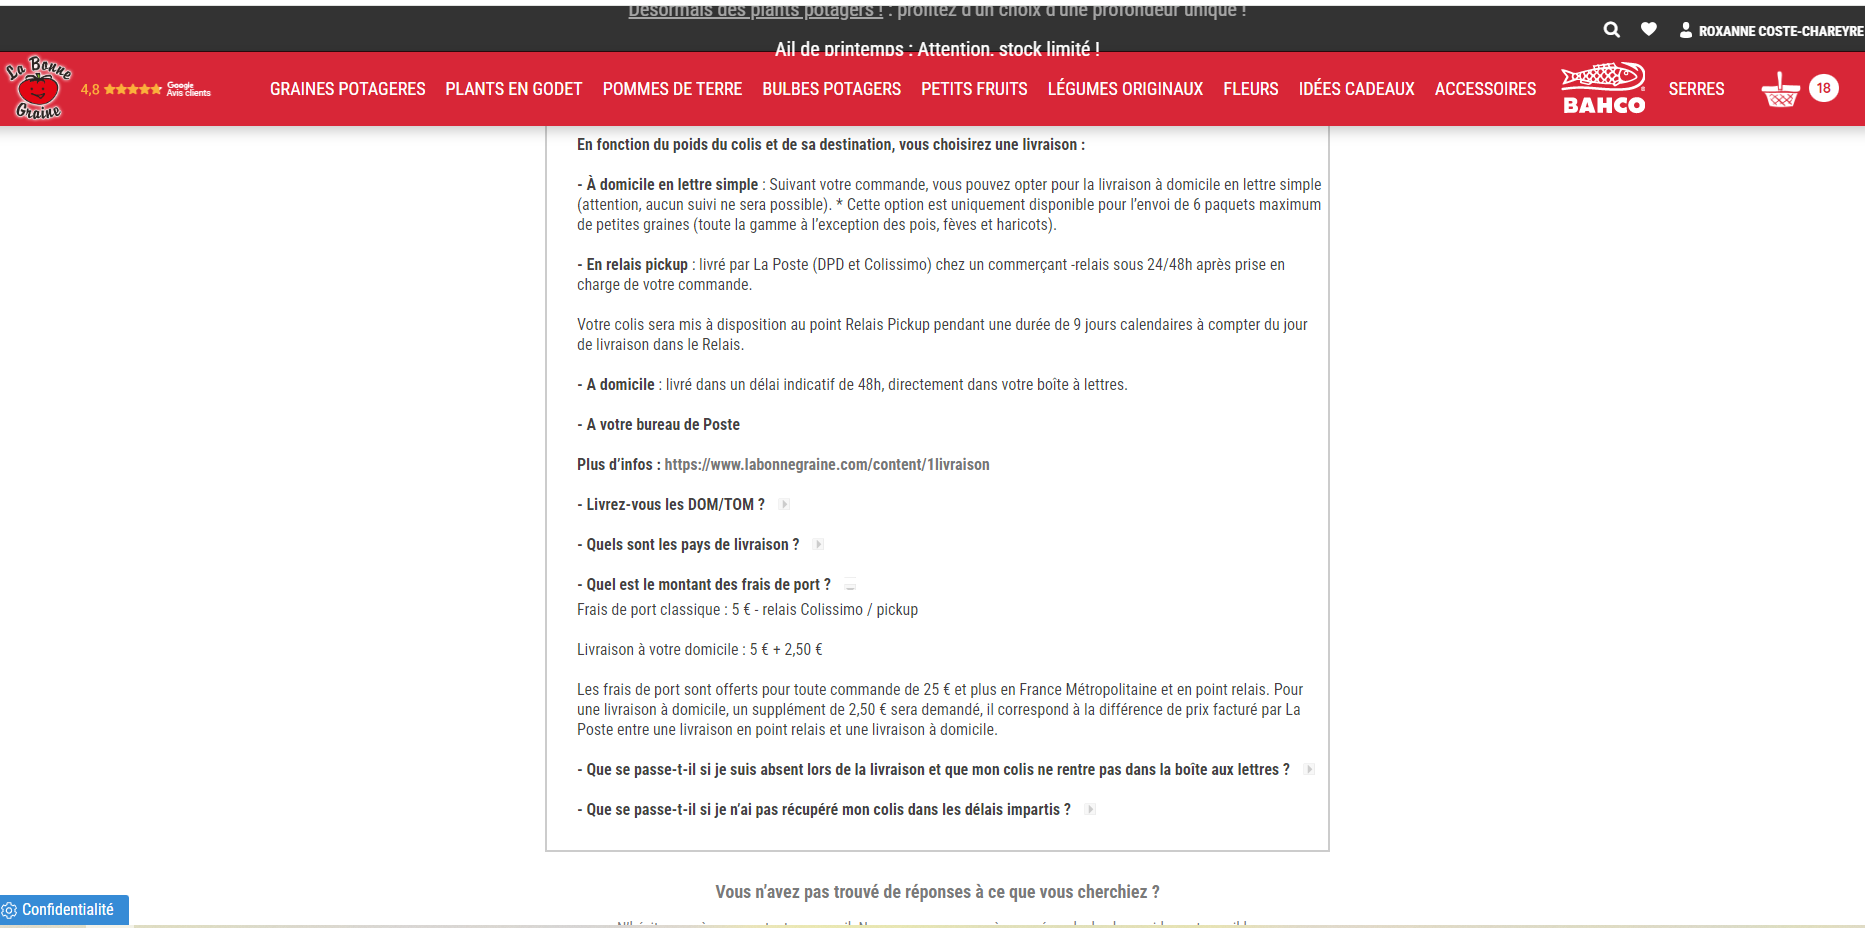 Désormais des plants potagers ! : profitez d'un choix d'une profondeur unique !
Ail de printemps : Attention, stock limité !
ROXANNE COSTE-CHAREYRE
La Bonne Graine
4,8
Google
Avis clients
GRAINES POTAGERES PLANTS EN GODET POMMES DE TERRE BULBES POTAGERS PETITS FRUITS LÉGUMES ORIGINAUX FLEURS IDÉES CADEAUX ACCESSOIRES BAHCO SERRES 18
En fonction du poids du colis et de sa destination, vous choisirez une livraison :
- À domicile en lettre simple : Suivant votre commande, vous pouvez opter pour la livraison à domicile en lettre simple
(attention, aucun suivi ne sera possible). * Cette option est uniquement disponible pour l'envoi de 6 paquets maximum
de petites graines (toute la gamme à l'exception des pois, fèves et haricots).
- En relais pickup : livré par La Poste (DPD et Colissimo) chez un commerçant -relais sous 24/48h après prise en
charge de votre commande.
Votre colis sera mis à disposition au point Relais Pickup pendant une durée de 9 jours calendaires à compter du jour
de livraison dans le Relais.
- A domicile : livré dans un délai indicatif de 48h, directement dans votre boîte à lettres.
- A votre bureau de Poste
Plus d'infos : https://www.labonnegraine.com/content/1livraison
- Livrez-vous les DOM/TOM ?
- Quels sont les pays de livraison ?
- Quel est le montant des frais de port ?
Frais de port classique : 5 € - relais Colissimo / pickup
Livraison à votre domicile : 5 € + 2,50 €
Les frais de port sont offerts pour toute commande de 25 € et plus en France Métropolitaine et en point relais. Pour
une livraison à domicile, un supplément de 2,50 € sera demandé, il correspond à la différence de prix facturé par La
Poste entre une livraison en point relais et une livraison à domicile.
- Que se passe-t-il si je suis absent lors de la livraison et que mon colis ne rentre pas dans la boîte aux lettres ?
- Que se passe-t-il si je n'ai pas récupéré mon colis dans les délais impartis ?
Vous n'avez pas trouvé de réponses à ce que vous cherchiez ?
Confidentialité